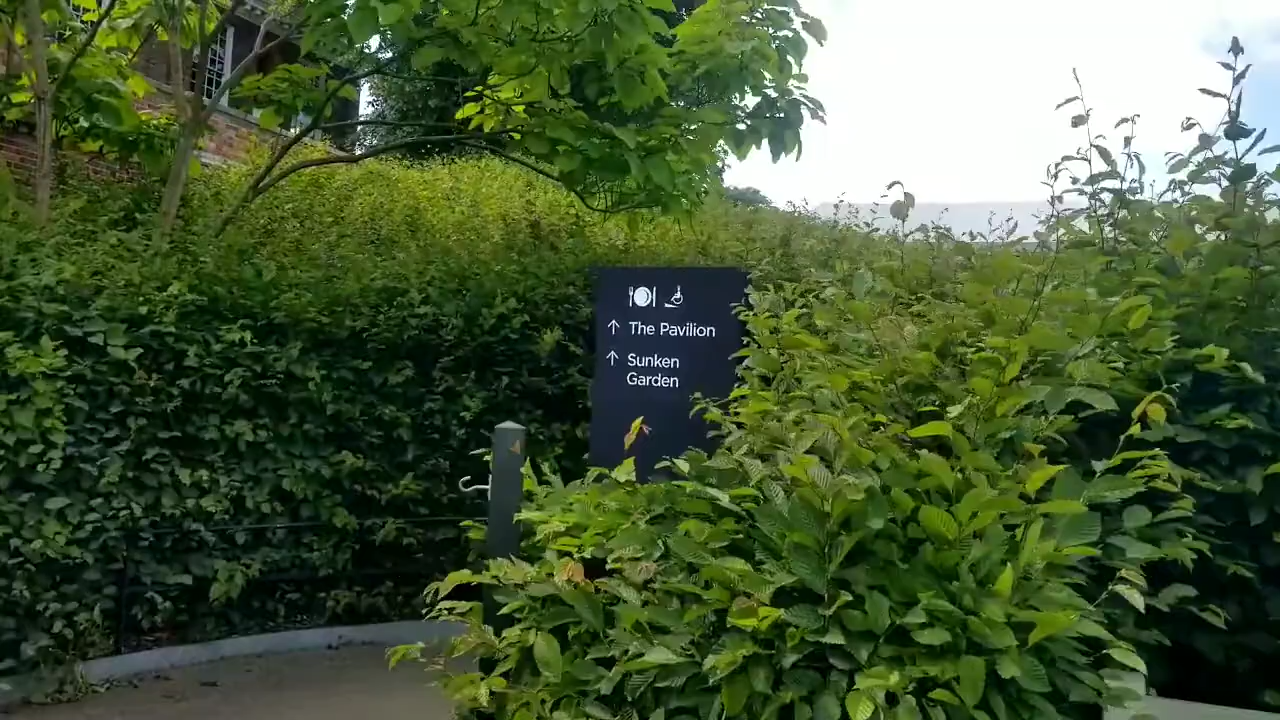 ↑ The Pavilion
↑ Sunken
Garden